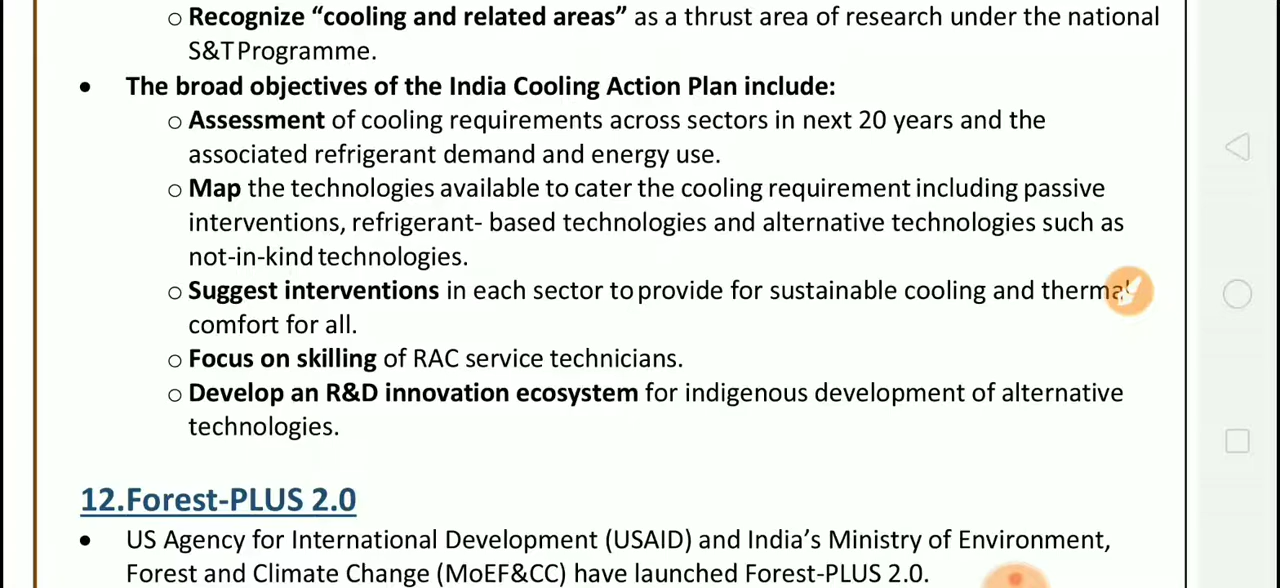 ○ Recognize “cooling and related areas” as a thrust area of research under the national
S&T Programme.
• The broad objectives of the India Cooling Action Plan include:
○ Assessment of cooling requirements across sectors in next 20 years and the
associated refrigerant demand and energy use.
○ Map the technologies available to cater the cooling requirement including passive
interventions, refrigerant- based technologies and alternative technologies such as
not-in-kind technologies.
○ Suggest interventions in each sector to provide for sustainable cooling and thermal
comfort for all.
○ Focus on skilling of RAC service technicians.
○ Develop an R&D innovation ecosystem for indigenous development of alternative
technologies.
12.Forest-PLUS 2.0
• US Agency for International Development (USAID) and India’s Ministry of Environment,
Forest and Climate Change (MoEF&CC) have launched Forest-PLUS 2.0.